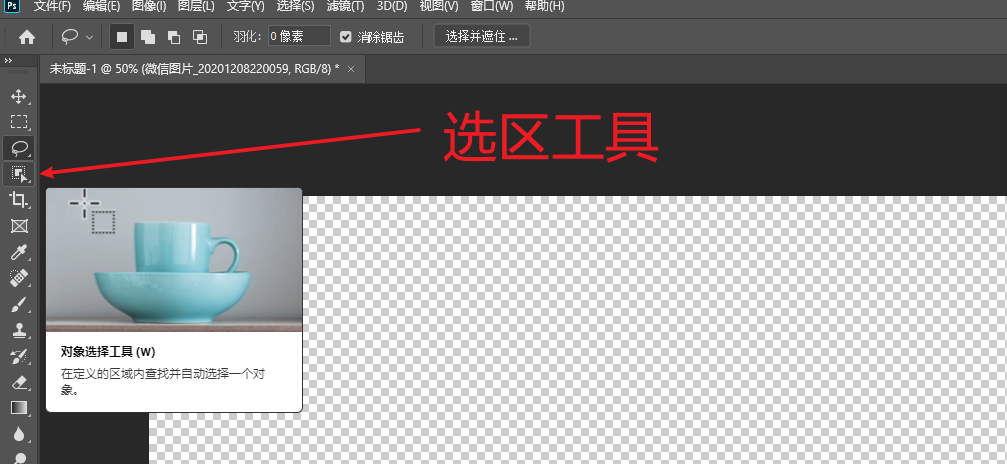 Ps 文件(F) 编辑(E) 图像(I) 图层(L) 文字(Y) 选择(S) 滤镜(T) 3D(D) 视图(V) 窗口(W) 帮助(H)
羽化: 0 像素 消除锯齿 选择并遮住 ...
未标题-1 @ 50% (微信图片_20201208220059, RGB/8) * ×
选区工具
对象选择工具 (W)
在定义的区域内查找并自动选择一个对
象。